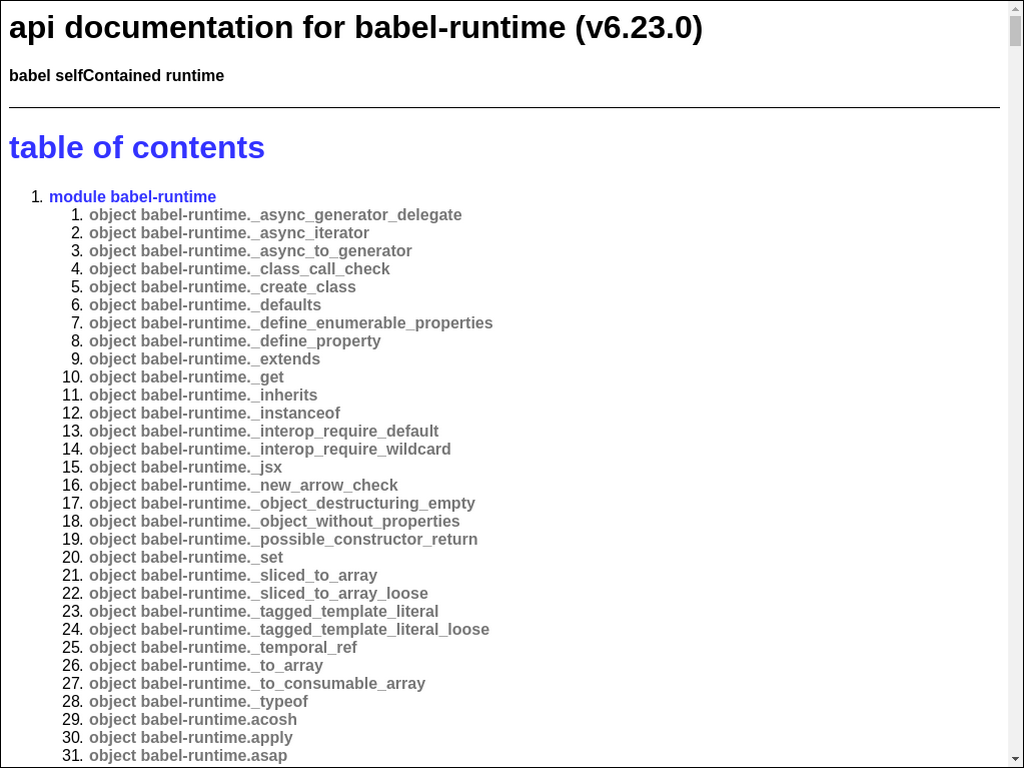 api documentation for babel-runtime (v6.23.0)
babel selfContained runtime
table of contents
1. module babel-runtime
1. object babel-runtime._async_generator_delegate
2. object babel-runtime._async_iterator
3. object babel-runtime._async_to_generator
4. object babel-runtime._class_call_check
5. object babel-runtime._create_class
6. object babel-runtime._defaults
7. object babel-runtime._define_enumerable_properties
8. object babel-runtime._define_property
9. object babel-runtime._extends
10. object babel-runtime._get
11. object babel-runtime._inherits
12. object babel-runtime._instanceof
13. object babel-runtime._interop_require_default
14. object babel-runtime._interop_require_wildcard
15. object babel-runtime._jsx
16. object babel-runtime._new_arrow_check
17. object babel-runtime._object_destructuring_empty
18. object babel-runtime._object_without_properties
19. object babel-runtime._possible_constructor_return
20. object babel-runtime._set
21. object babel-runtime._sliced_to_array
22. object babel-runtime._sliced_to_array_loose
23. object babel-runtime._tagged_template_literal
24. object babel-runtime._tagged_template_literal_loose
25. object babel-runtime._temporal_ref
26. object babel-runtime._to_array
27. object babel-runtime._to_consumable_array
28. object babel-runtime._typeof
29. object babel-runtime.acosh
30. object babel-runtime.apply
31. object babel-runtime.asap